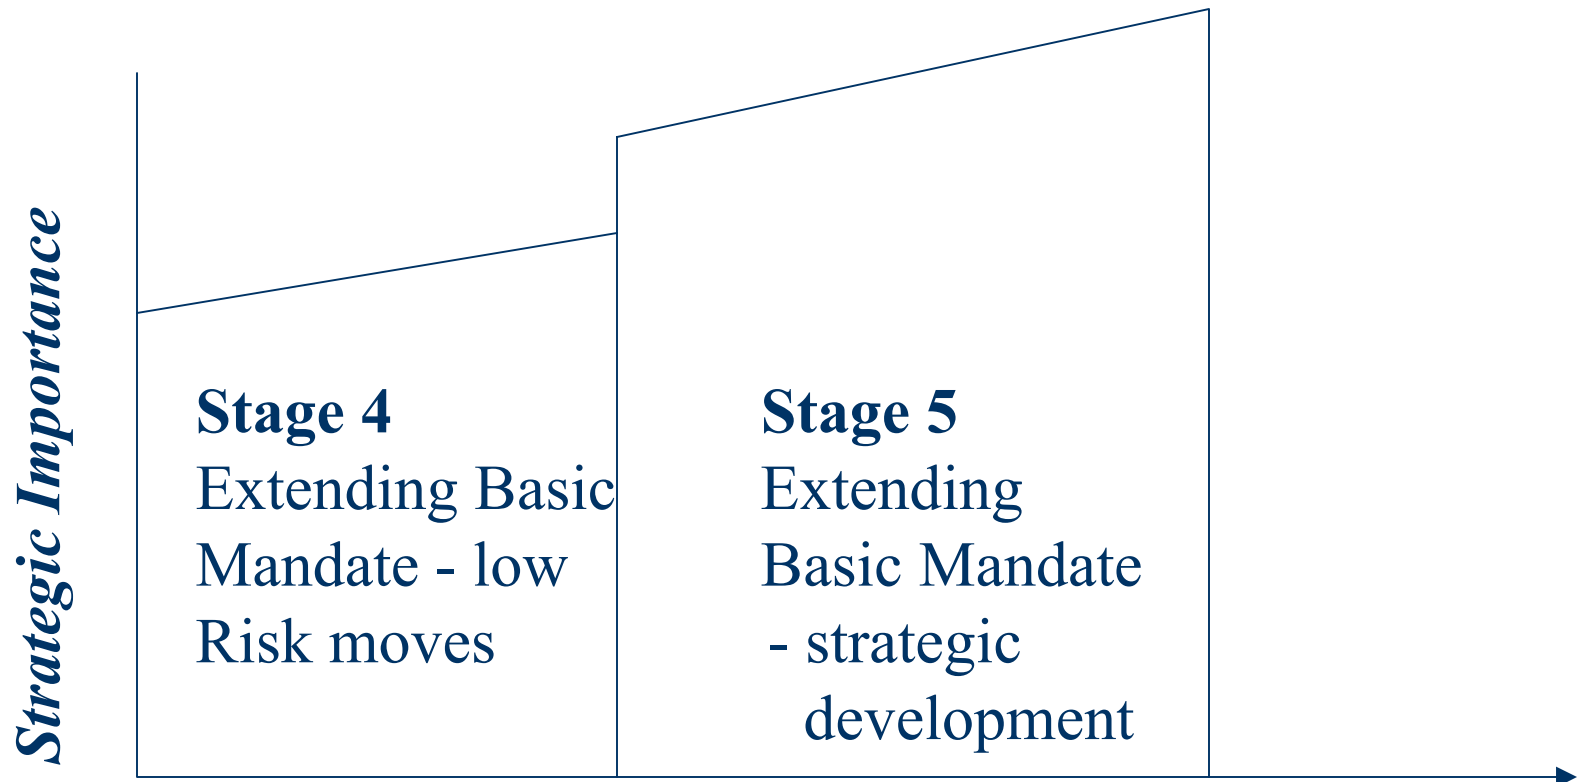 Strategic Importance
Stage 4
Extending Basic
Mandate - low
Risk moves
Stage 5
Extending
Basic Mandate
- strategic
development